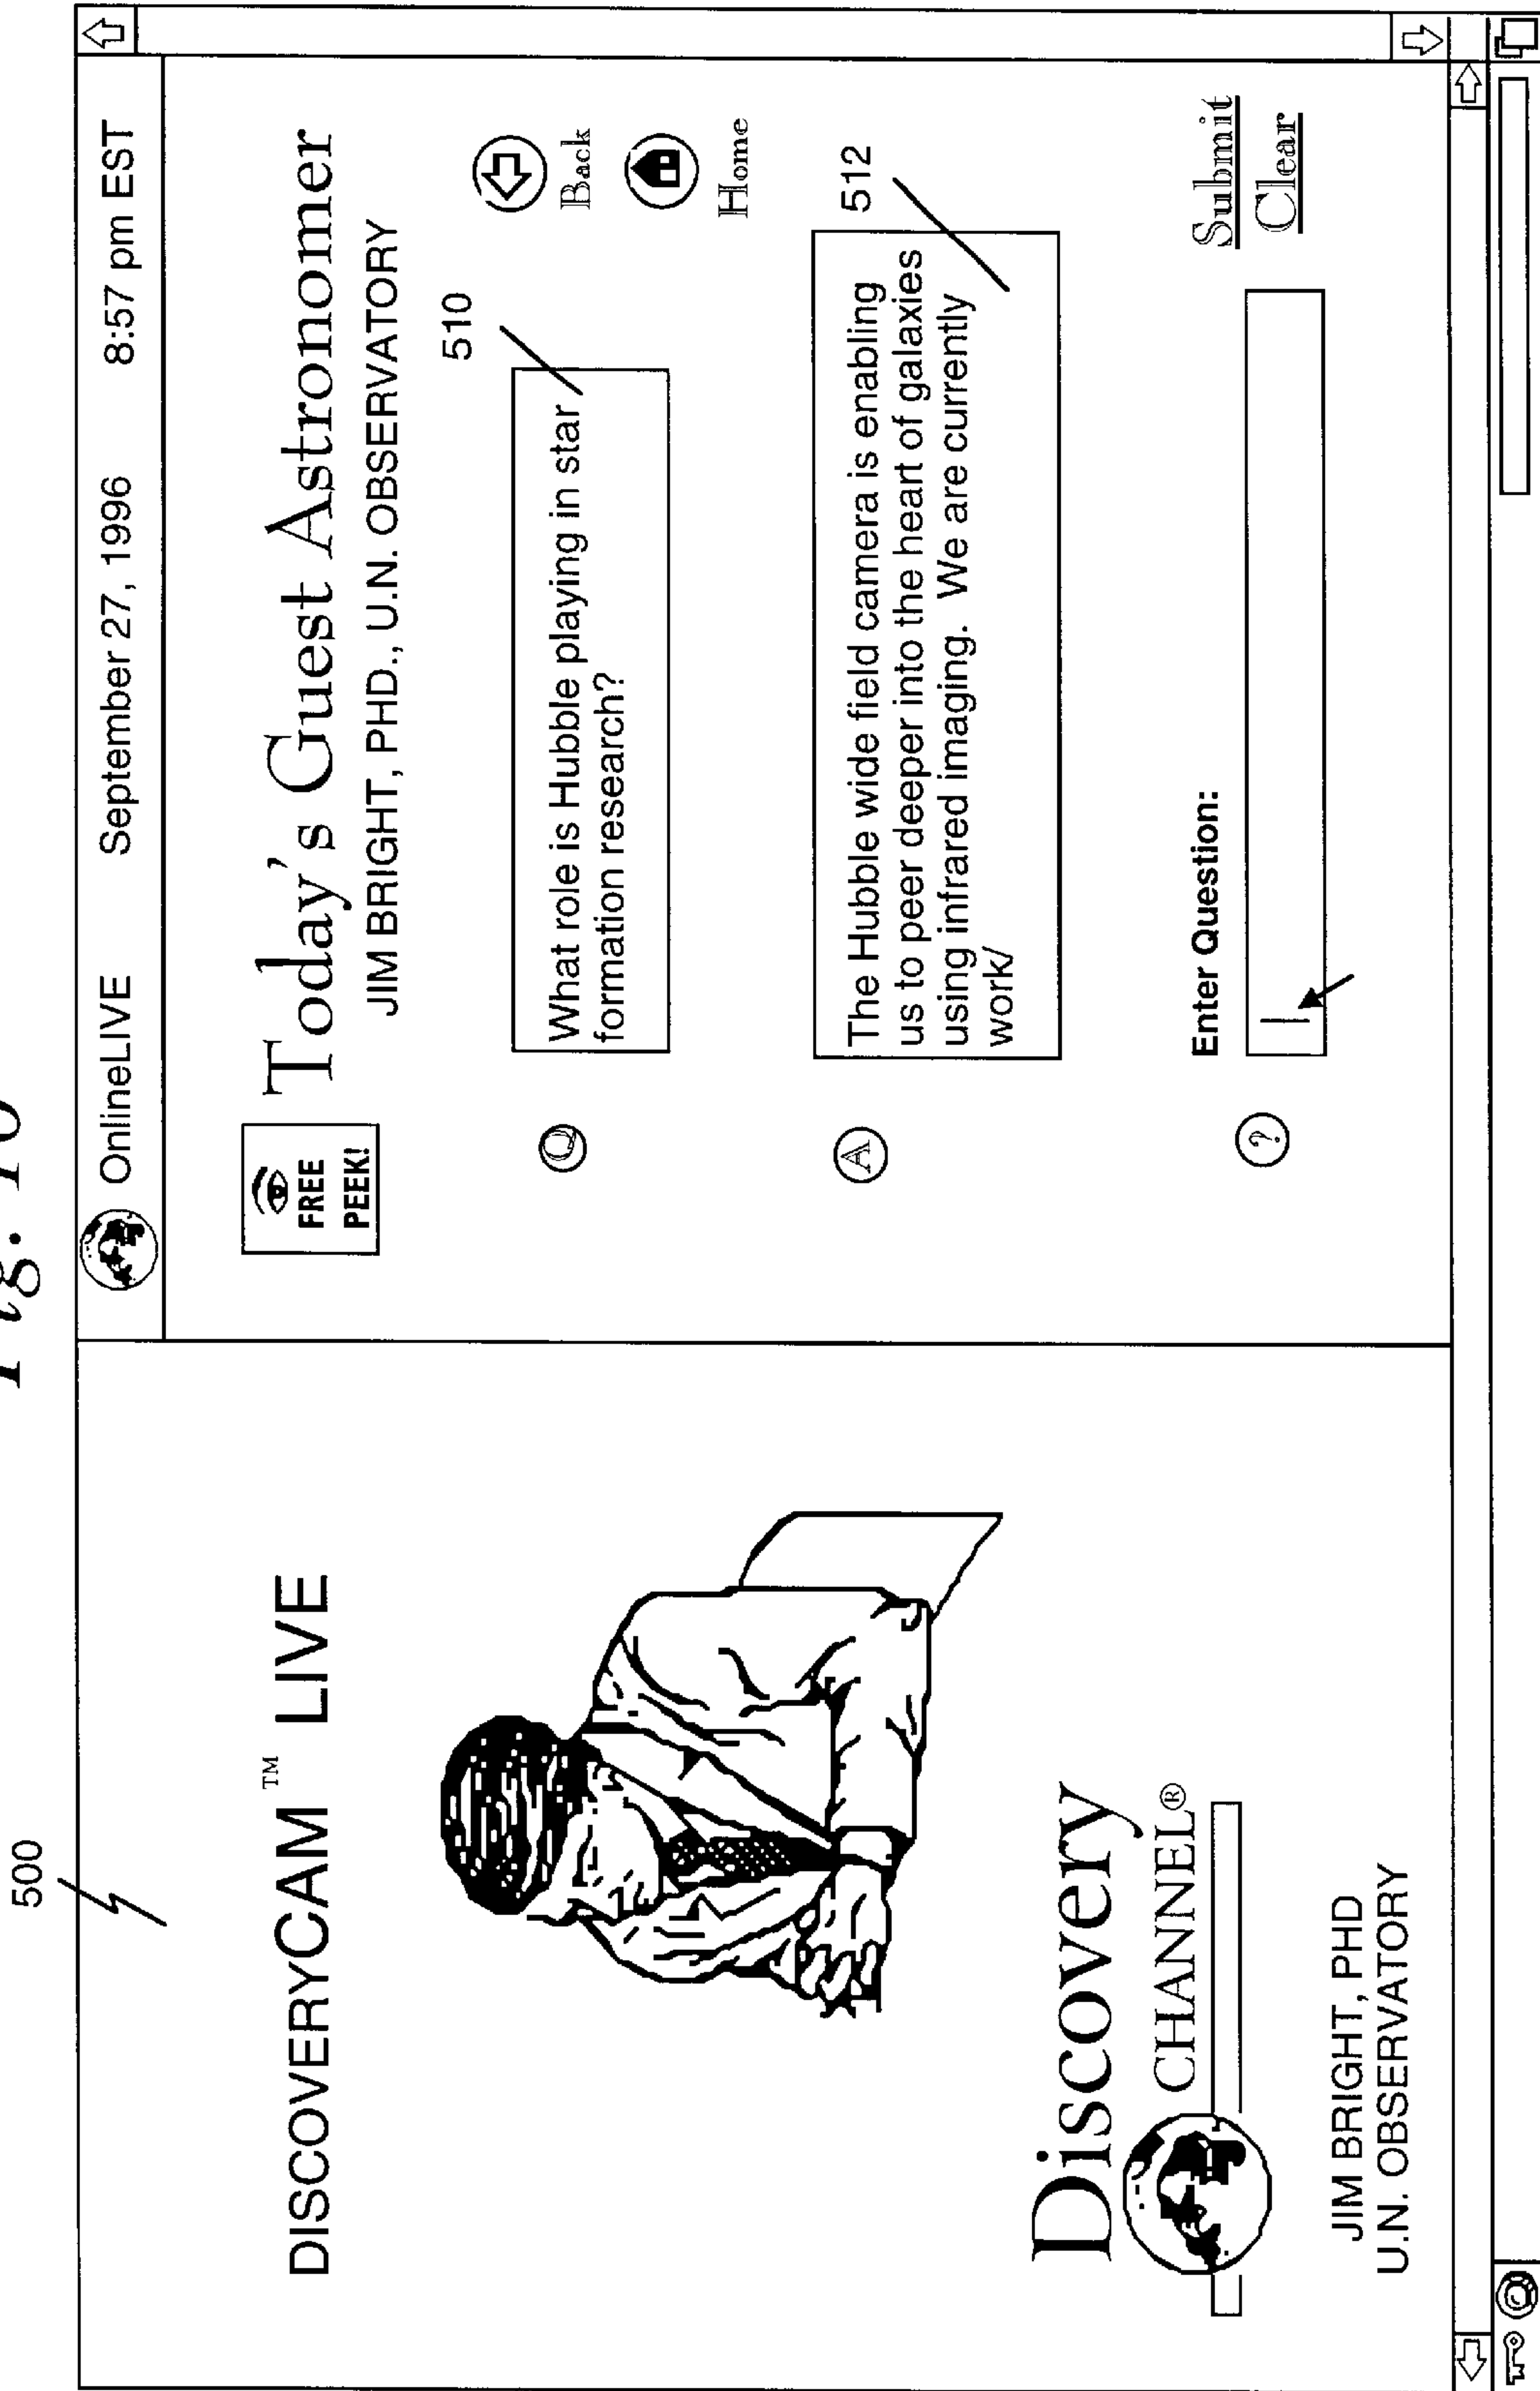 Fig. 10
500
DISCOVERYCAM™ LIVE
Discovery
CHANNEL®
JIM BRIGHT, PHD
U.N. OBSERVATORY
OnlineLIVE September 27, 1996 8:57 pm EST
FREE
PEEK!
Today's Guest Astronomer
JIM BRIGHT, PHD., U.N. OBSERVATORY
510
Q
What role is Hubble playing in star
formation research?
Back
Home
512
A
The Hubble wide field camera is enabling
us to peer deeper into the heart of galaxies
using infrared imaging. We are currently
work/
Enter Question:
?
Submit
Clear